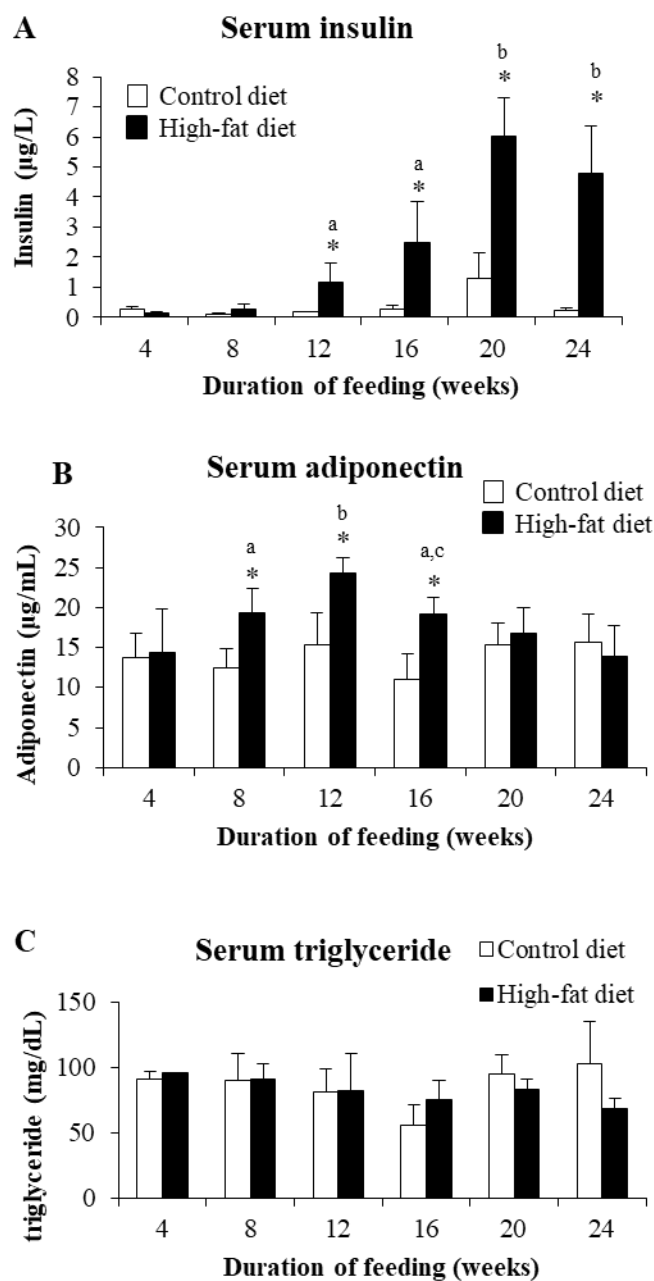 A
Serum insulin
Control diet
High-fat diet
Insulin (µg/L)
8
7
6
5
4
3
2
1
0
a
*
a
*
b
*
b
*
4 8 12 16 20 24
Duration of feeding (weeks)
B
Serum adiponectin
Control diet
High-fat diet
Adiponectin (µg/mL)
30
25
20
15
10
5
0
a
*
b
*
a,c
*
4 8 12 16 20 24
Duration of feeding (weeks)
C
Serum triglyceride
Control diet
High-fat diet
triglyceride (mg/dL)
150
100
50
0
4 8 12 16 20 24
Duration of feeding (weeks)